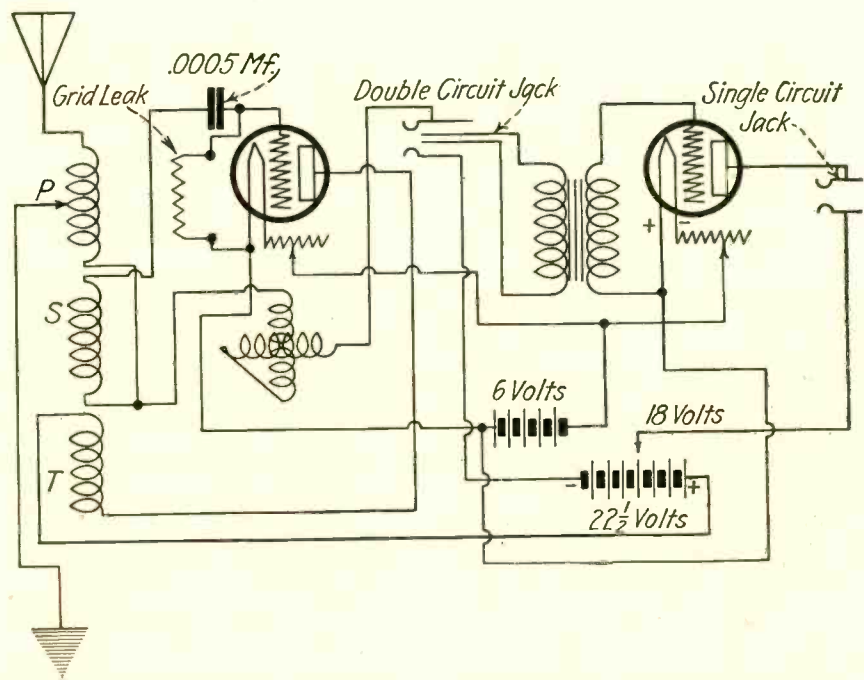 .0005 Mf.
Grid Leak
Double Circuit Jack
Single Circuit
Jack
P
S
T
+
-
6 Volts
18 Volts
-
+
22½ Volts